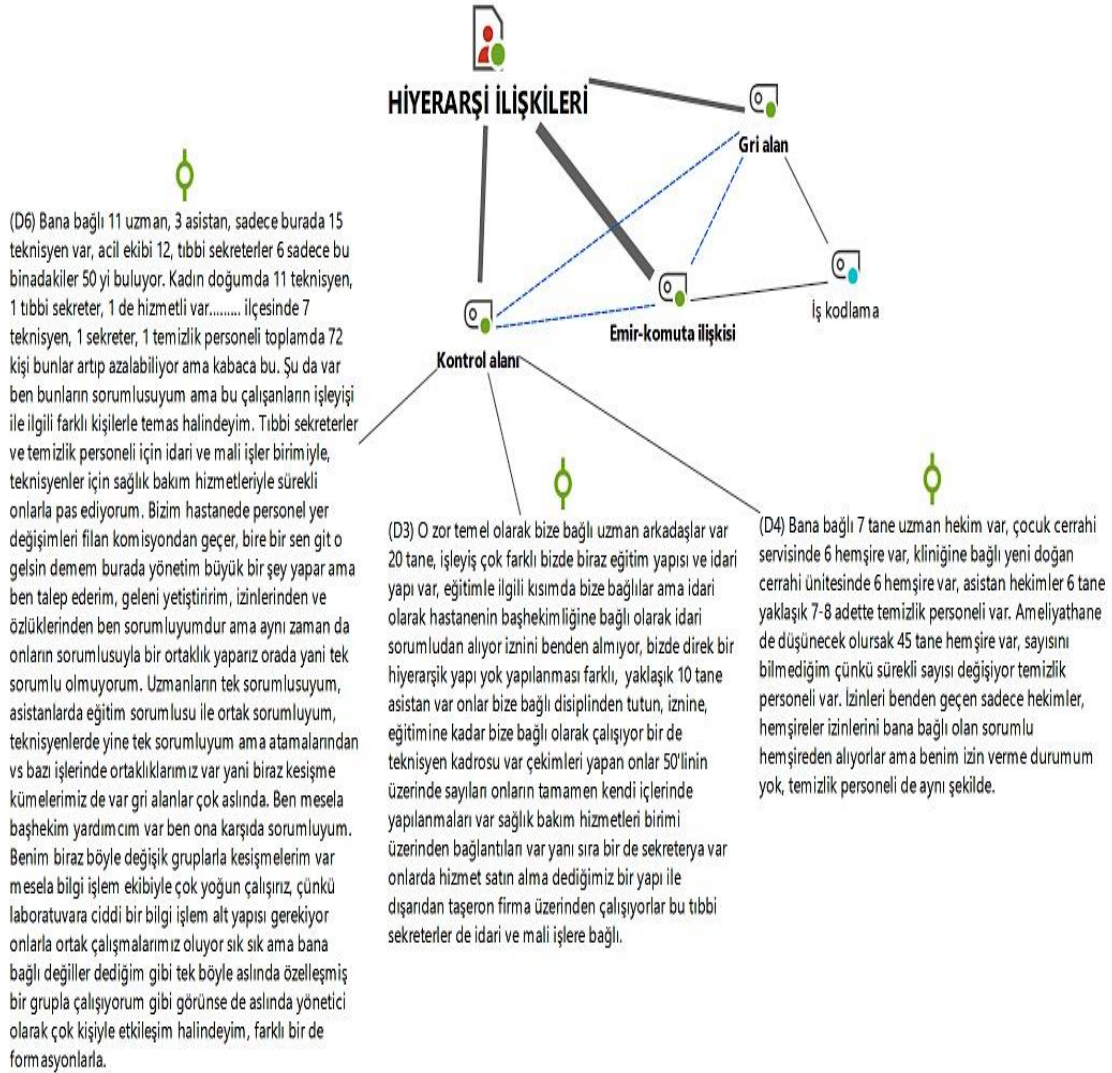 HİYERARŞİ İLİŞKİLERİ
Gri alan
İş kodlama
Emir-komuta ilişkisi
Kontrol alanı
(D6) Bana bağlı 11 uzman, 3 asistan, sadece burada 15
teknisyen var, acil ekibi 12, tıbbi sekreterler 6 sadece bu
binadakiler 50 yi buluyor. Kadın doğumda 11 teknisyen,
1 tıbbi sekreter, 1 de hizmetli var......... ilçesinde 7
teknisyen, 1 sekreter, 1 temizlik personeli toplamda 72
kişi bunlar artıp azalabiliyor ama kabaca bu. Şu da var
ben bunların sorumlusuyum ama bu çalışanların işleyişi
ile ilgili farklı kişilerle temas halindeyim. Tıbbi sekreterler
ve temizlik personeli için idari ve mali işler birimiyle,
teknisyenler için sağlık bakım hizmetleriyle sürekli
onlarla pas ediyorum. Bizim hastanede personel yer
değişimleri filan komisyondan geçer, bire bir sen git o
gelsin demem burada yönetim büyük bir şey yapar ama
ben talep ederim, geleni yetiştiririm, izinlerinden ve
özlüklerinden ben sorumluyumdur ama aynı zaman da
onların sorumlusuyla bir ortaklık yaparız orada yani tek
sorumlu olmuyorum. Uzmanların tek sorumlusuyum,
asistanlarda eğitim sorumlusu ile ortak sorumluyum,
teknisyenlerde yine tek sorumluyum ama atamalarından
vs bazı işlerinde ortaklıklarımız var yani biraz kesişme
kümelerimiz de var gri alanlar çok aslında. Ben mesela
başhekim yardımcım var ben ona karşıda sorumluyum.
Benim biraz böyle değişik gruplarla kesişmelerim var
mesela bilgi işlem ekibiyle çok yoğun çalışırız, çünkü
laboratuvara ciddi bir bilgi işlem alt yapısı gerekiyor
onlarla ortak çalışmalarımız oluyor sık sık ama bana
bağlı değiller dediğim gibi tek böyle aslında özelleşmiş
bir grupla çalışıyorum gibi görünse de aslında yönetici
olarak çok kişiyle etkileşim halindeyim, farklı bir de
formasyonlarla.
(D3) O zor temel olarak bize bağlı uzman arkadaşlar var
20 tane, işleyiş çok farklı bizde biraz eğitim yapısı ve idari
yapı var, eğitimle ilgili kısımda bize bağlılar ama idari
olarak hastanenin başhekimliğine bağlı olarak idari
sorumludan alıyor iznini benden almıyor, bizde direk bir
hiyerarşik yapı yok yapılanması farklı, yaklaşık 10 tane
asistan var onlar bize bağlı disiplinden tutun, iznine,
eğitimine kadar bize bağlı olarak çalışıyor bir de
teknisyen kadrosu var çekimleri yapan onlar 50'linin
üzerinde sayıları onların tamamen kendi içlerinde
yapılanmaları var sağlık bakım hizmetleri birimi
üzerinden bağlantıları var yanı sıra bir de sekreterya var
onlarda hizmet satın alma dediğimiz bir yapı ile
dışarıdan taşeron firma üzerinden çalışıyorlar bu tıbbi
sekreterler de idari ve mali işlere bağlı.
(D4) Bana bağlı 7 tane uzman hekim var, çocuk cerrahi
servisinde 6 hemşire var, kliniğine bağlı yeni doğan
cerrahi ünitesinde 6 hemşire var, asistan hekimler 6 tane
yaklaşık 7-8 adette temizlik personeli var. Ameliyathane
de düşünecek olursak 45 tane hemşire var, sayısını
bilmediğim çünkü sürekli sayısı değişiyor temizlik
personeli var. İzinleri benden geçen sadece hekimler,
hemşireler izinlerini bana bağlı olan sorumlu
hemşireden alıyorlar ama benim izin verme durumum
yok, temizlik personeli de aynı şekilde.